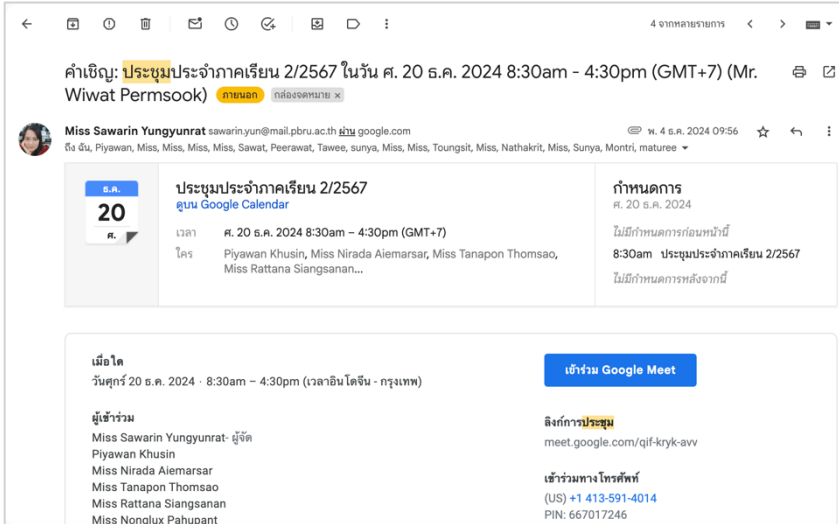 4 จากหลายรายการ
คำเชิญ: ประชุมประจำภาคเรียน 2/2567 ในวัน ศ. 20 ธ.ค. 2024 8:30am - 4:30pm (GMT+7) (Mr.
Wiwat Permsook) ภายนอก กล่องจดหมาย ×
Miss Sawarin Yungyunrat sawarin.yun@mail.pbru.ac.th ผ่าน google.com
พ. 4 ธ.ค. 2024 09:56
ถึง ฉัน, Piyawan, Miss, Miss, Miss, Miss, Sawat, Peerawat, Tawee, sunya, Miss, Miss, Toungsit, Miss, Nathakrit, Miss, Sunya, Montri, maturee
ธ.ค.
20
ศ.
ประชุมประจำภาคเรียน 2/2567
ดูบน Google Calendar
เวลา ศ. 20 ธ.ค. 2024 8:30am – 4:30pm (GMT+7)
ใคร Piyawan Khusin, Miss Nirada Aiemarsar, Miss Tanapon Thomsao,
Miss Rattana Siangsanan...
กำหนดการ
ศ. 20 ธ.ค. 2024
ไม่มีกำหนดการก่อนหน้านี้
8:30am ประชุมประจำภาคเรียน 2/2567
ไม่มีกำหนดการหลังจากนี้
เมื่อใด
วันศุกร์ 20 ธ.ค. 2024 · 8:30am – 4:30pm (เวลาอินโดจีน - กรุงเทพ)
ผู้เข้าร่วม
Miss Sawarin Yungyunrat- ผู้จัด
Piyawan Khusin
Miss Nirada Aiemarsar
Miss Tanapon Thomsao
Miss Rattana Siangsanan
Miss Nonglux Pahupant
เข้าร่วม Google Meet
ลิงก์การประชุม
meet.google.com/qif-kryk-avv
เข้าร่วมทางโทรศัพท์
(US) +1 413-591-4014
PIN: 667017246